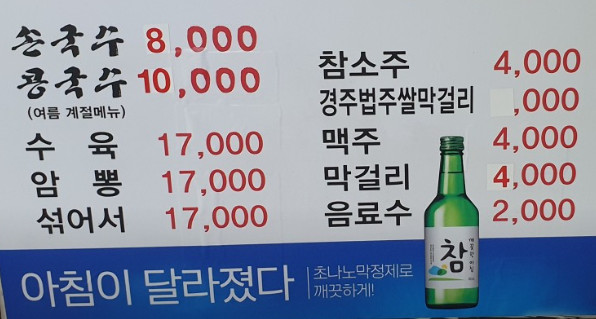 손국수 8,000
콩국수 10,000
(여름 계절메뉴)
수육 17,000
암뽕 17,000
섞어서 17,000
참소주 4,000
경주법주쌀막걸리 ,000
맥주 4,000
막걸리 4,000
음료수 2,000
아침이 달라졌다
초나노막정제로
깨끗하게!
참